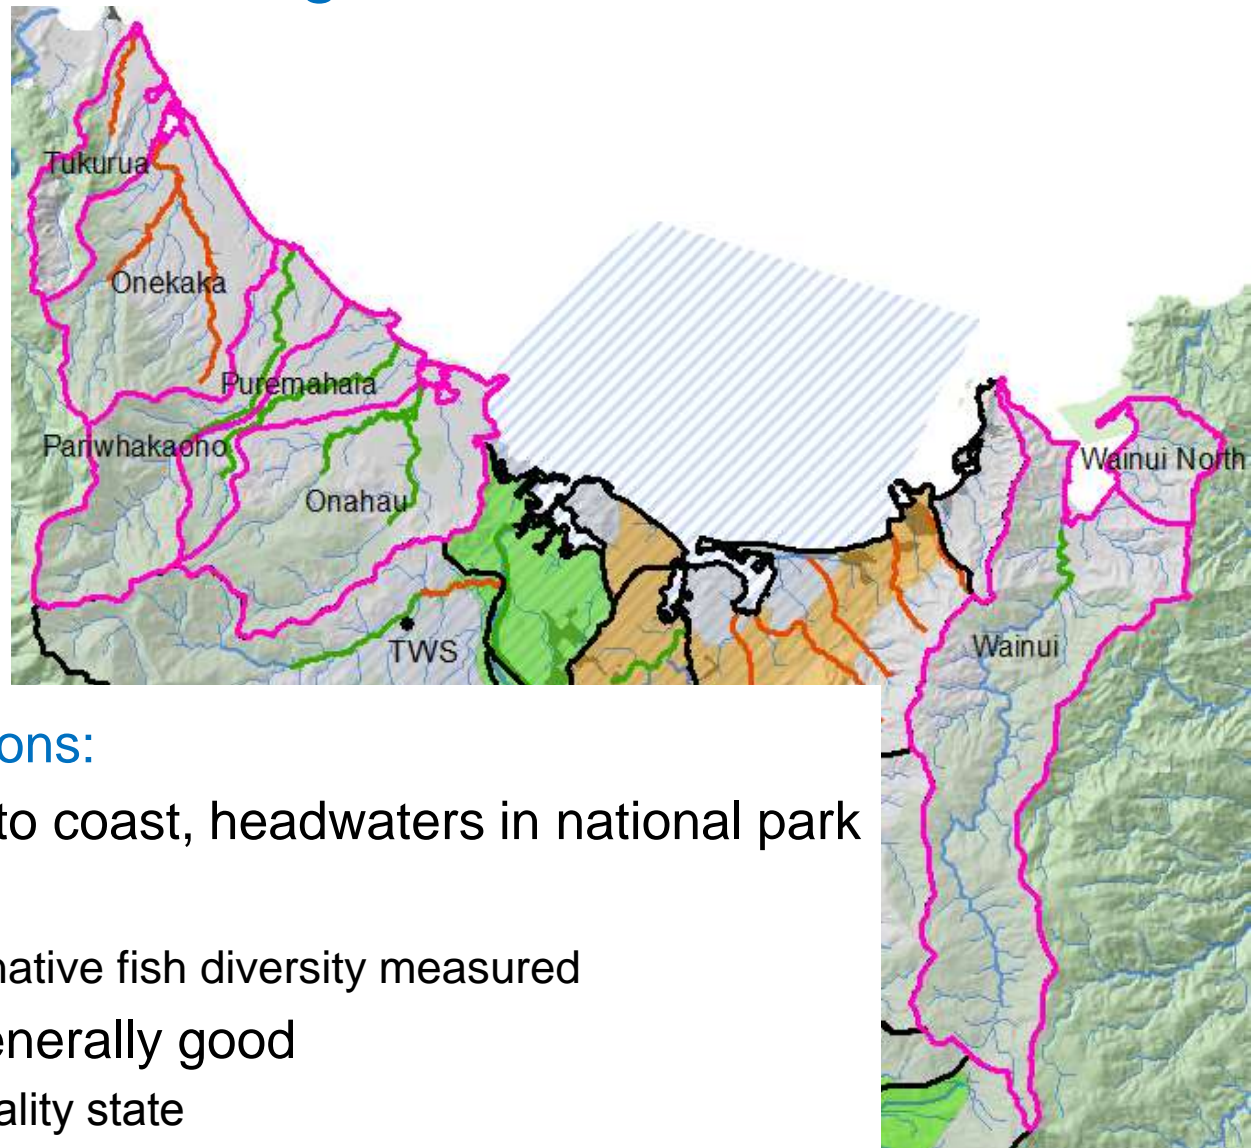 g
Tukurua
Onekaka
Puremahaia
Pariwhakaono
Wainui North
Onahau
TWS
Wainui
ons:
to coast, headwaters in national park
native fish diversity measured
enerally good
ality state